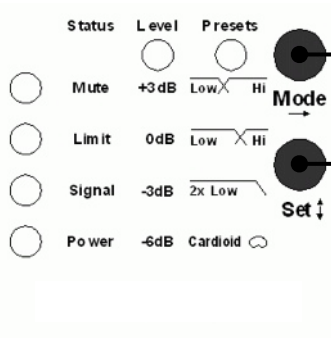 Status Level Presets
Mute +3dB Low Hi
Mode
Limit 0dB Low Hi
Signal -3dB 2x Low
Set
Power -6dB Cardioid